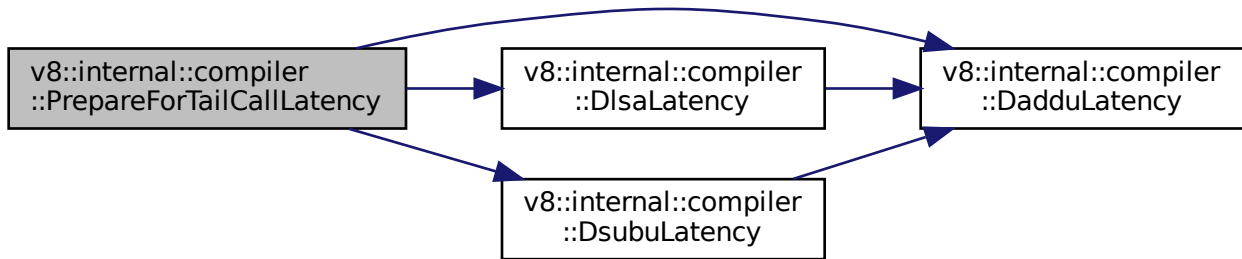 v8::internal::compiler
::PrepareForTailCallLatency
v8::internal::compiler
::DlsaLatency
v8::internal::compiler
::DadduLatency
v8::internal::compiler
::DsubuLatency